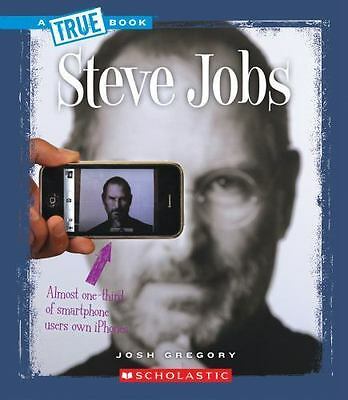 A TRUE BOOK
Steve Jobs
Almost one-third
of smartphone
users own iPhones
JOSH GREGORY
SCHOLASTIC